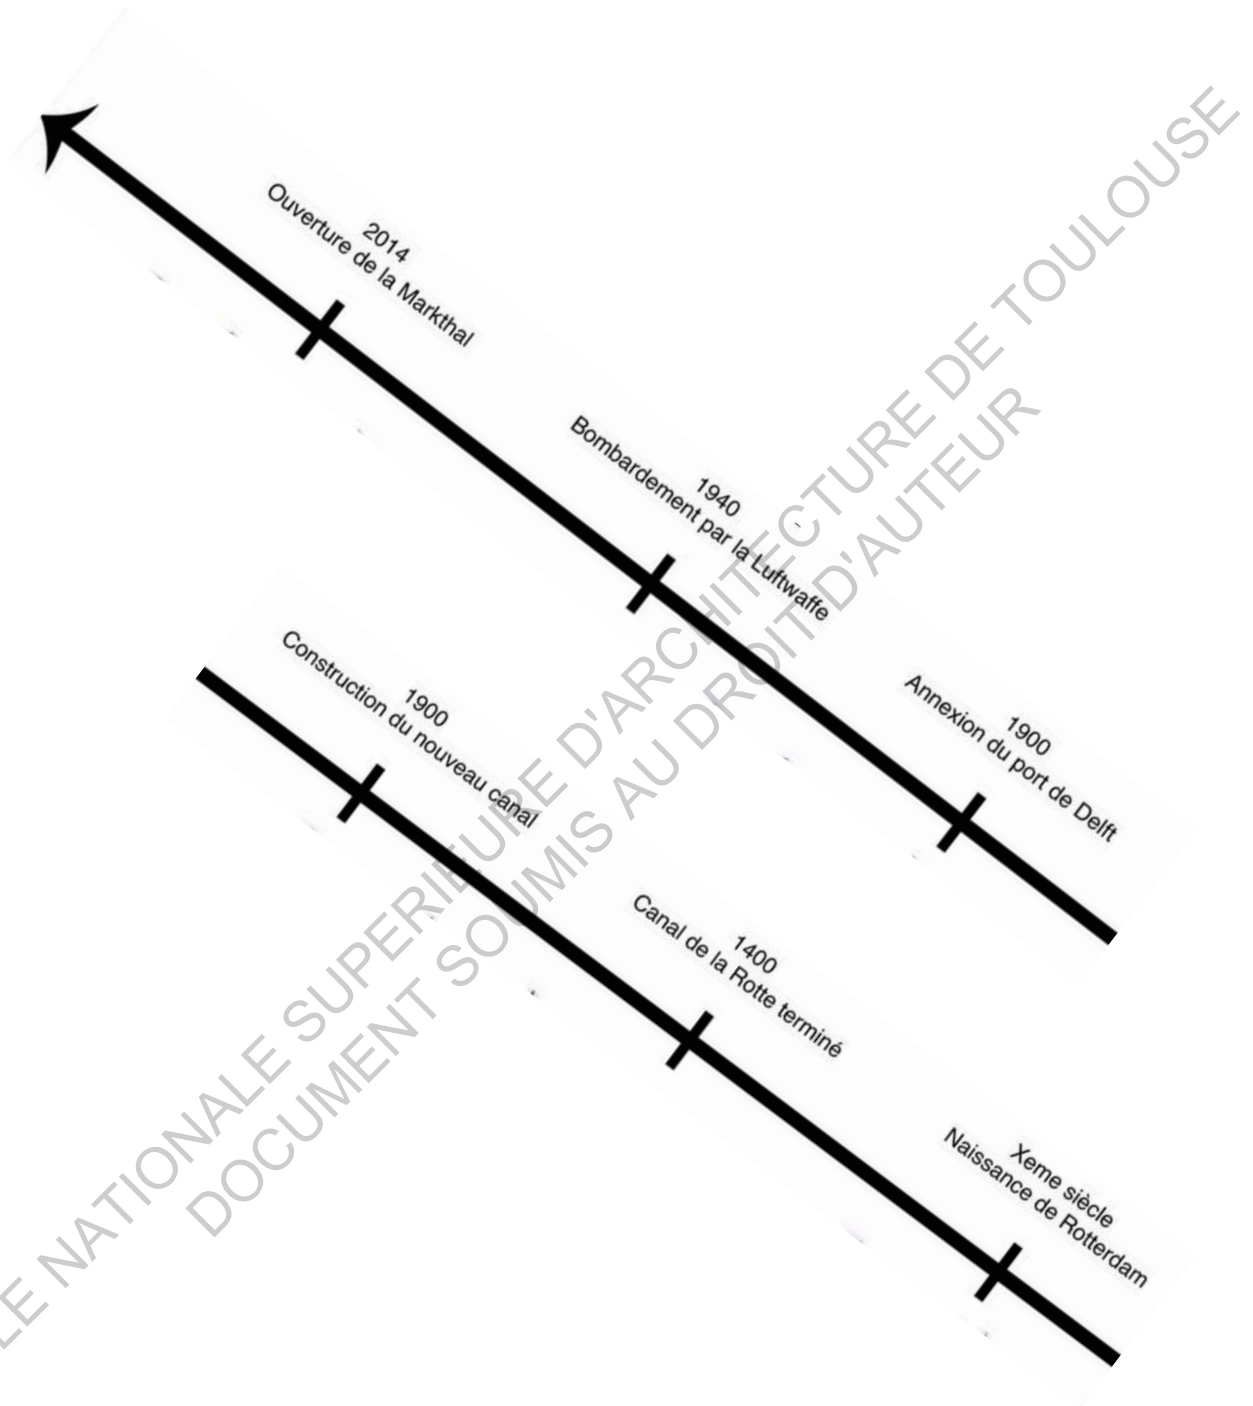 2014
Ouverture de la Markthal
1940
Bombardement par la Luftwaffe
1900
Annexion du port de Delft
1900
Construction du nouveau canal
1400
Canal de la Rotte terminé
Xeme siècle
Naissance de Rotterdam
LE NATIONALE SUPERIEURE D'ARCHITECTURE DE TOULOUSE
DOCUMENT SOUMIS AU DROIT D'AUTEUR